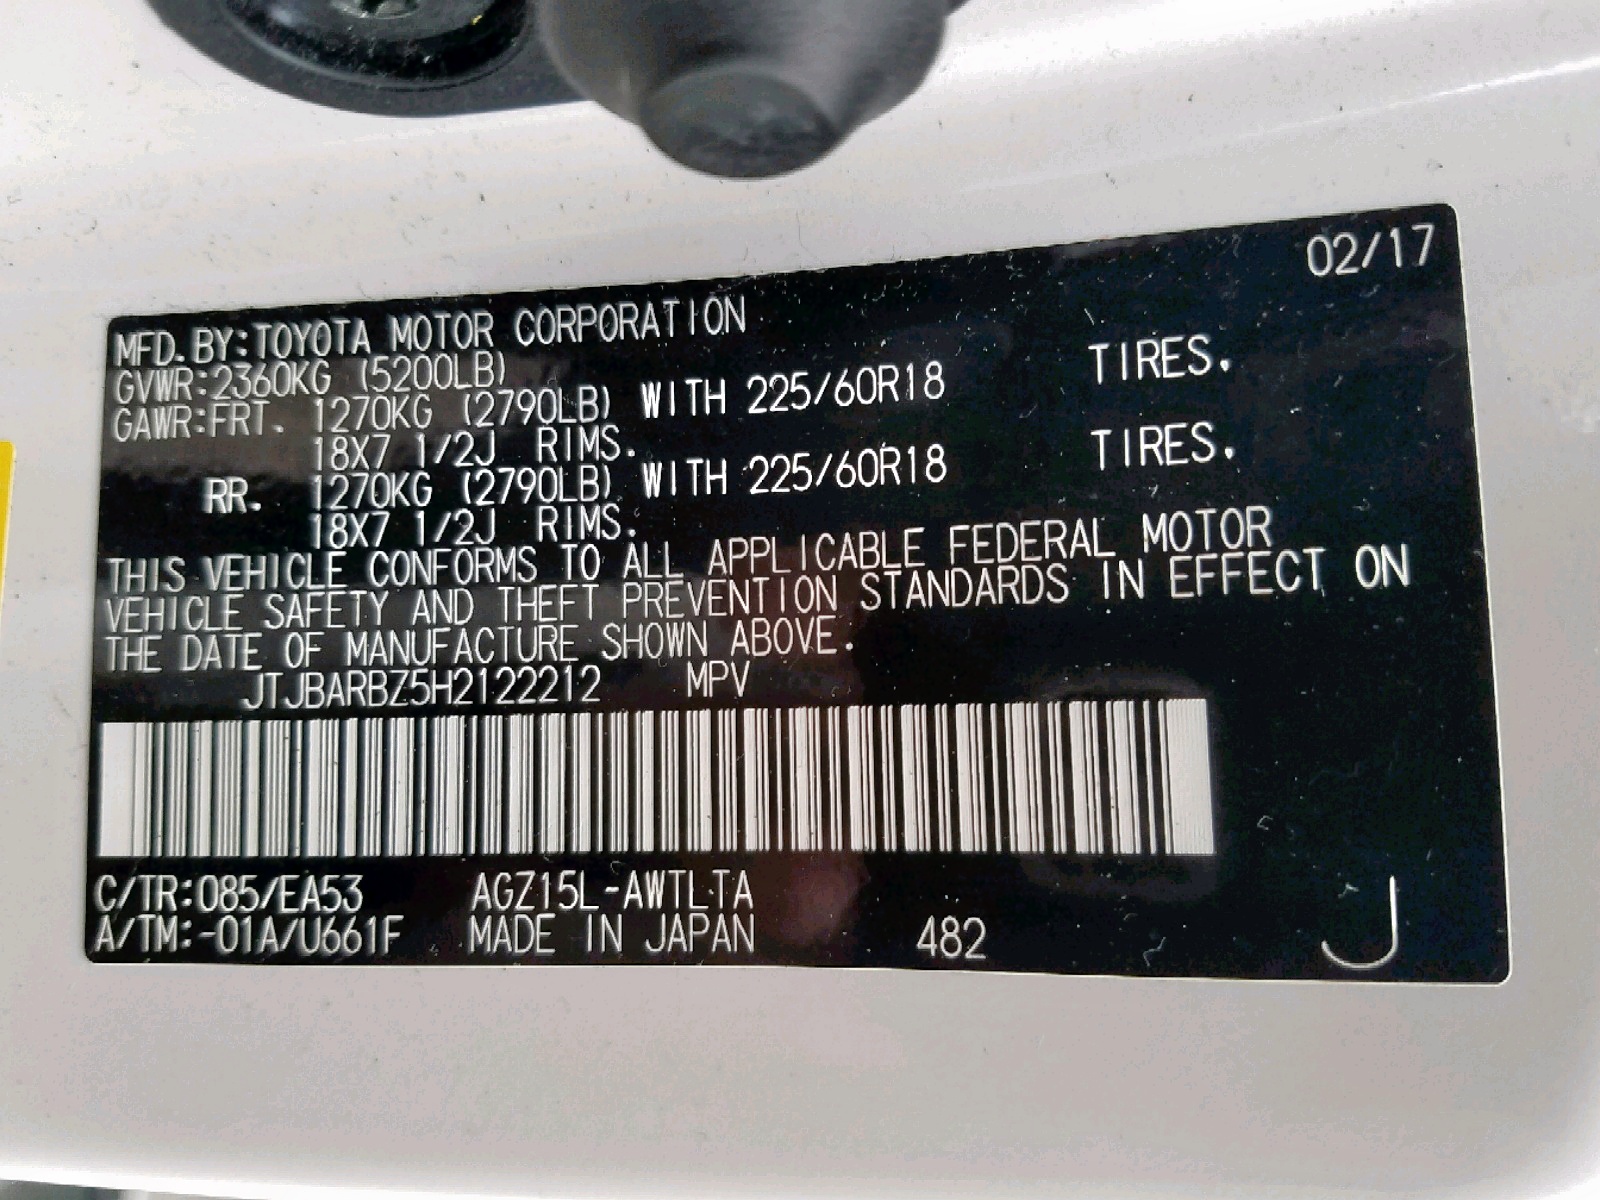 02/17
MFD.BY:TOYOTA MOTOR CORPORATION
GVWR:2360KG (5200LB)
GAWR:FRT. 1270KG (2790LB) WITH 225/60R18 TIRES.
18X7 1/2J RIMS.
RR. 1270KG (2790LB) WITH 225/60R18 TIRES.
18X7 1/2J RIMS.
THIS VEHICLE CONFORMS TO ALL APPLICABLE FEDERAL MOTOR
VEHICLE SAFETY AND THEFT PREVENTION STANDARDS IN EFFECT ON
THE DATE OF MANUFACTURE SHOWN ABOVE.
JTJBARBZ5H2122212 MPV
C/TR:085/EA53 AGZ15L-AWTLTA
A/TM:-01A/U661F MADE IN JAPAN 482 J